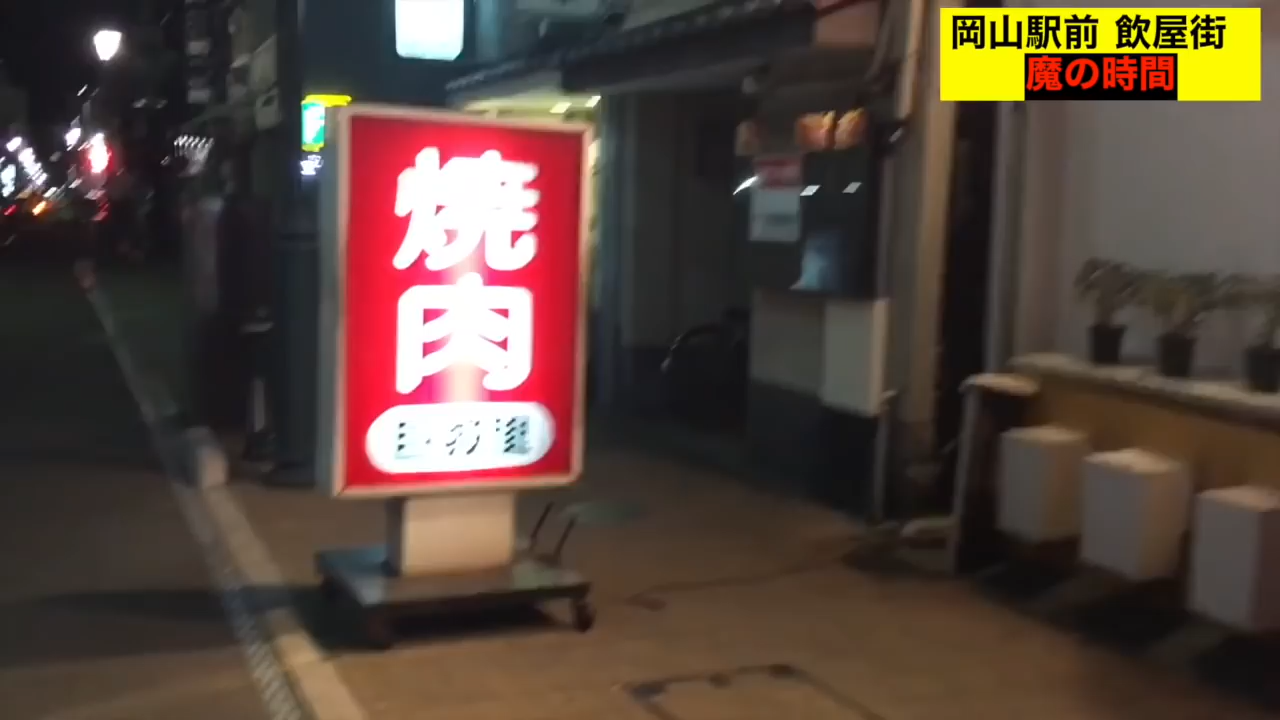 岡山駅前 飲屋街
魔の時間
焼
肉